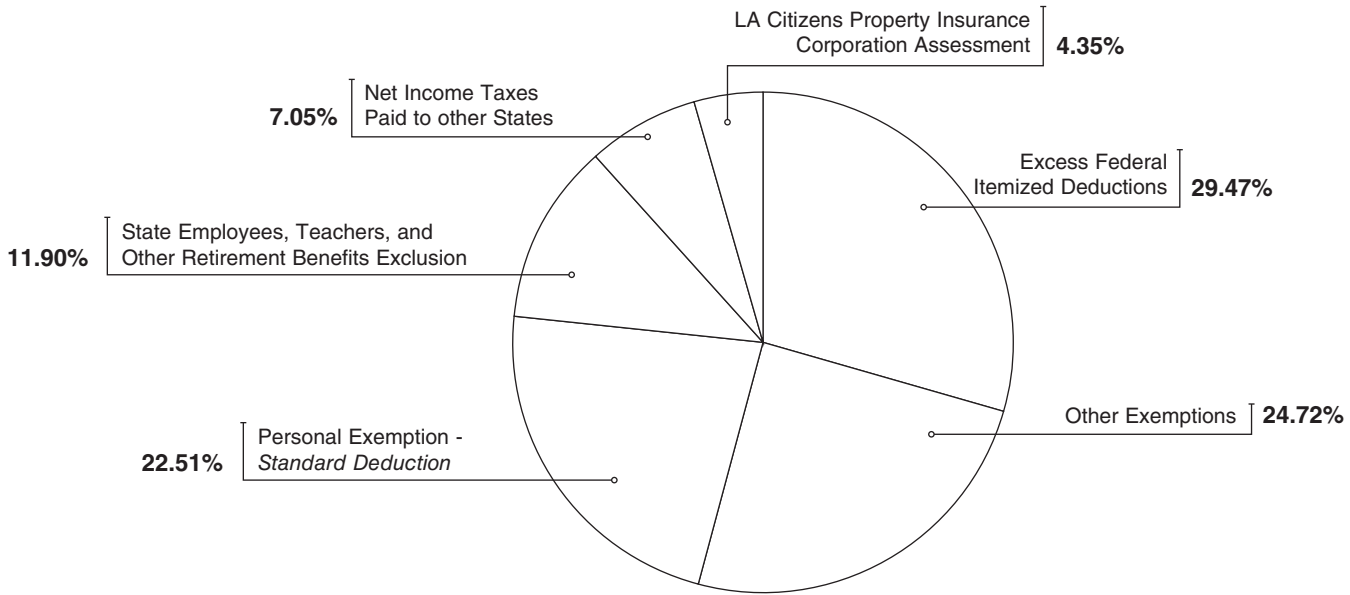 LA Citizens Property Insurance
Corporation Assessment
4.35%
Net Income Taxes
Paid to other States
7.05%
Excess Federal
Itemized Deductions
29.47%
State Employees, Teachers, and
Other Retirement Benefits Exclusion
11.90%
Other Exemptions
24.72%
Personal Exemption -
Standard Deduction
22.51%